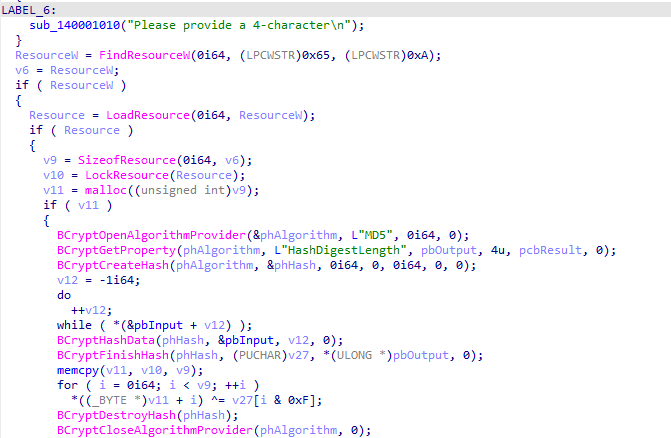 LABEL_6:
sub_140001010("Please provide a 4-character\n");
}
ResourceW = FindResourceW(0i64, (LPCWSTR)0x65, (LPCWSTR)0xA);
v6 = ResourceW;
if ( ResourceW )
{
Resource = LoadResource(0i64, ResourceW);
if ( Resource )
{
v9 = SizeofResource(0i64, v6);
v10 = LockResource(Resource);
v11 = malloc((unsigned int)v9);
if ( v11 )
{
BCryptOpenAlgorithmProvider(&phAlgorithm, L"MD5", 0i64, 0);
BCryptGetProperty(phAlgorithm, L"HashDigestLength", pbOutput, 4u, pcbResult, 0);
BCryptCreateHash(phAlgorithm, &phHash, 0i64, 0, 0i64, 0, 0);
v12 = -1i64;
do
++v12;
while ( *(&pbInput + v12) );
BCryptHashData(phHash, &pbInput, v12, 0);
BCryptFinishHash(phHash, (PUCHAR)v27, *(ULONG *)pbOutput, 0);
memcpy(v11, v10, v9);
for ( i = 0i64; i < v9; ++i )
*((_BYTE *)v11 + i) ^= v27[i & 0xF];
BCryptDestroyHash(phHash);
BCryptCloseAlgorithmProvider(phAlgorithm, 0);